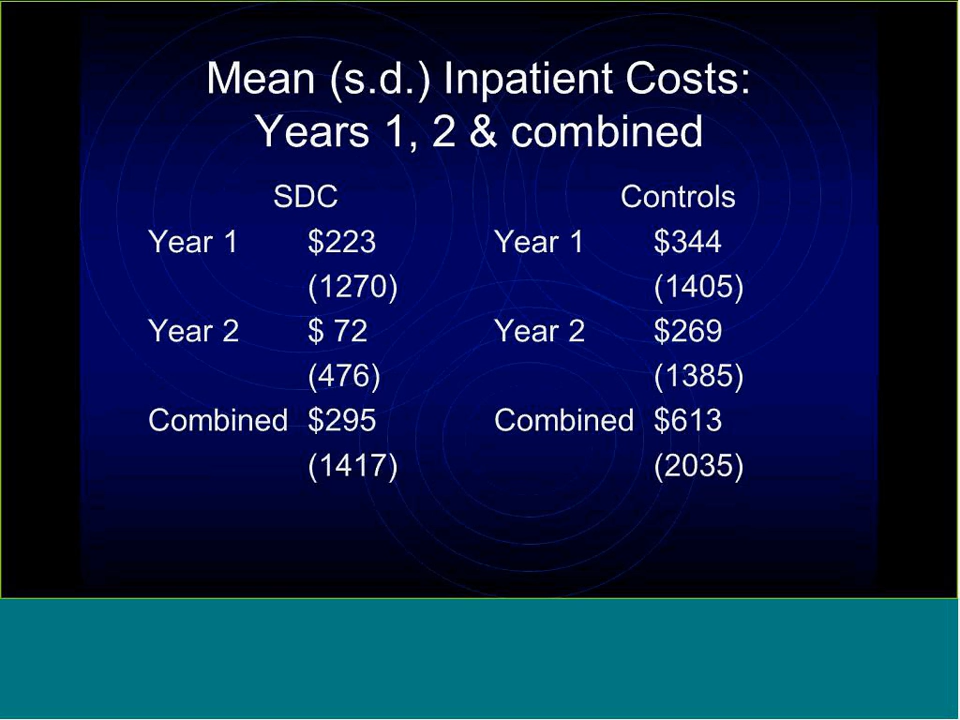 Mean (s.d.) Inpatient Costs:
Years 1, 2 & combined
SDC
Year 1 $223
(1270)
Year 2 $ 72
(476)
Combined $295
(1417)
Controls
Year 1 $344
(1405)
Year 2 $269
(1385)
Combined $613
(2035)